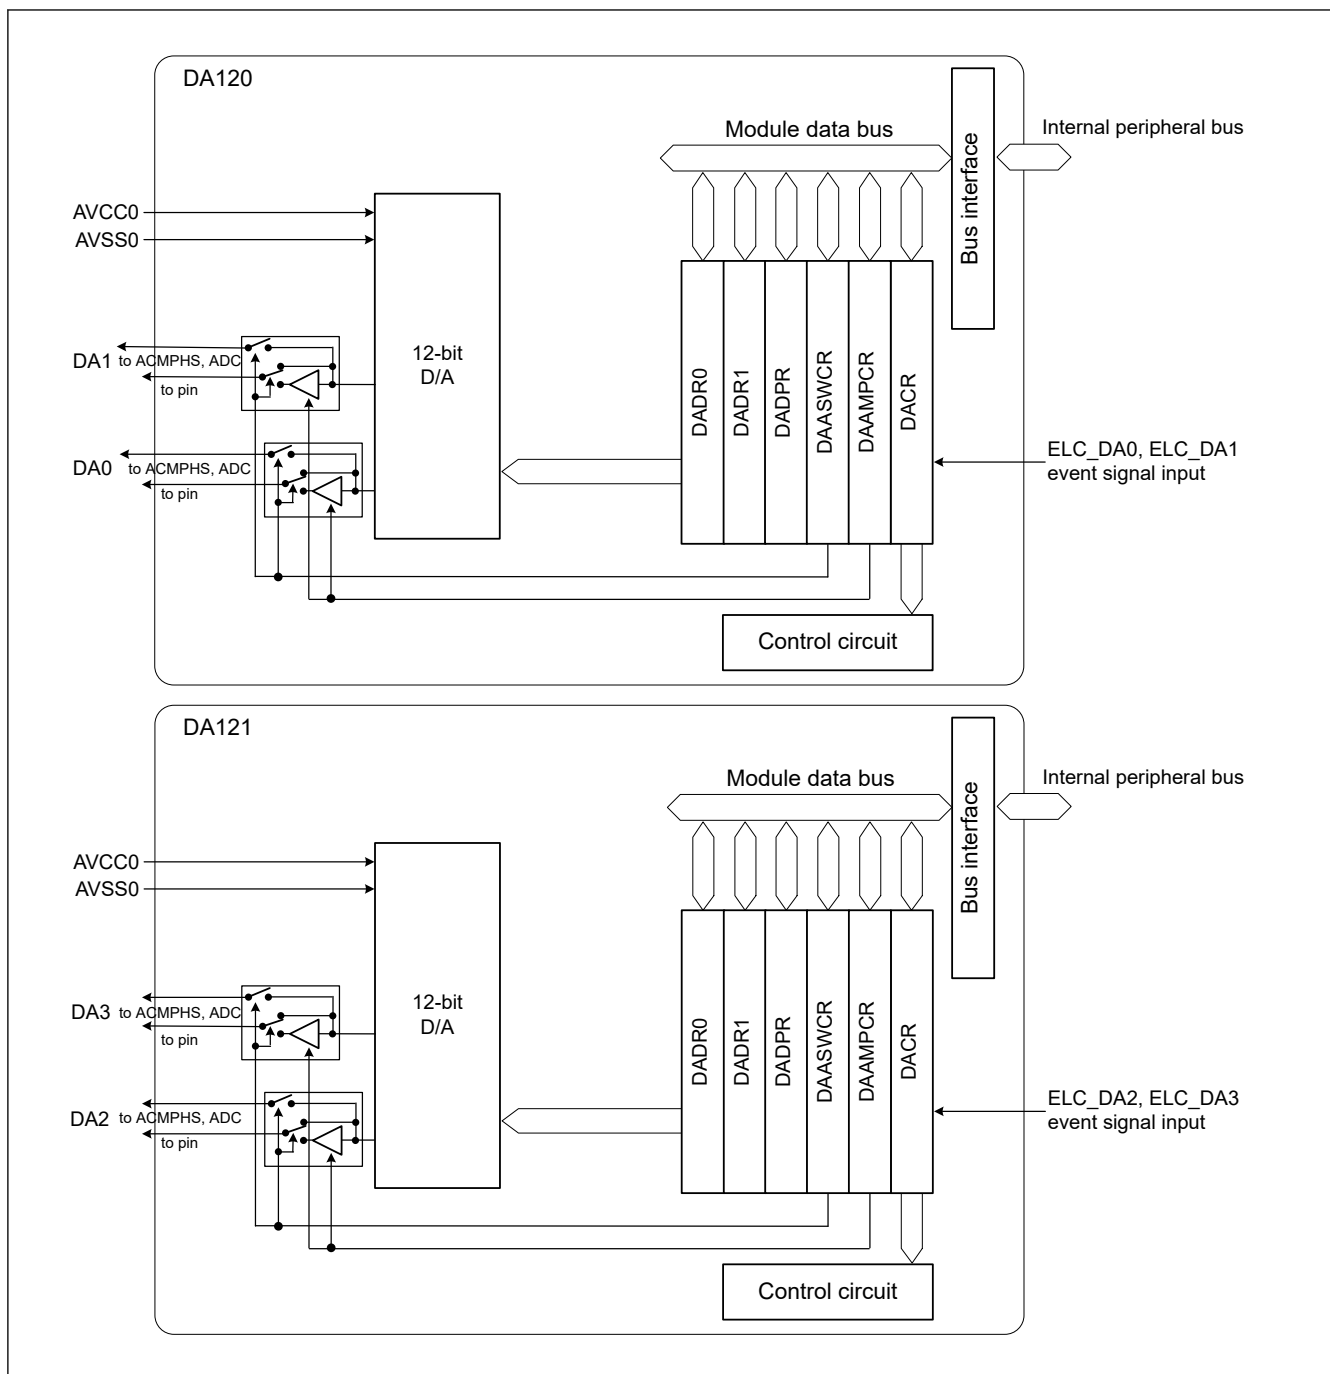 DA120
Module data bus
Bus interface
Internal peripheral bus
AVCC0
AVSS0
12-bit
D/A
DA1
to ACMPHS, ADC
to pin
DA0
to ACMPHS, ADC
to pin
DADR0
DADR1
DADPR
DAASWCR
DAAMPCR
DACR
ELC_DA0, ELC_DA1
event signal input
Control circuit
DA121
Module data bus
Bus interface
Internal peripheral bus
AVCC0
AVSS0
12-bit
D/A
DA3
to ACMPHS, ADC
to pin
DA2
to ACMPHS, ADC
to pin
DADR0
DADR1
DADPR
DAASWCR
DAAMPCR
DACR
ELC_DA2, ELC_DA3
event signal input
Control circuit